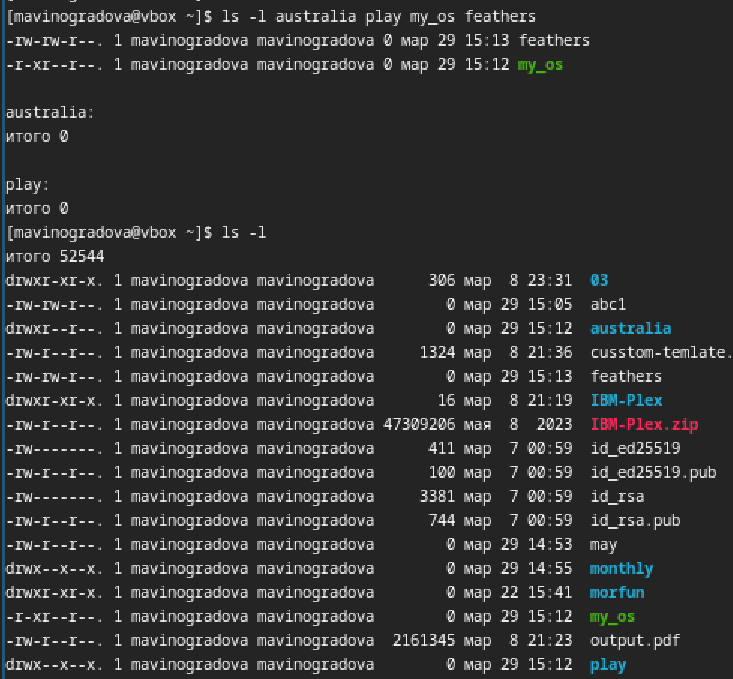 [mavinogradova@vbox ~]$ ls -l australia play my_os feathers
-rw-rw-r--. 1 mavinogradova mavinogradova 0 мар 29 15:13 feathers
-r-xr--r--. 1 mavinogradova mavinogradova 0 мар 29 15:12 my_os
australia:
итого 0
play:
итого 0
[mavinogradova@vbox ~]$ ls -l
итого 52544
drwxr-xr-x. 1 mavinogradova mavinogradova      306 мар  8 23:31  03
-rw-rw-r--. 1 mavinogradova mavinogradova        0 мар 29 15:05  abc1
drwxr--r--. 1 mavinogradova mavinogradova        0 мар 29 15:12  australia
-rw-r--r--. 1 mavinogradova mavinogradova     1324 мар  8 21:36  cusstom-temlate.
-rw-rw-r--. 1 mavinogradova mavinogradova        0 мар 29 15:13  feathers
drwxr-xr-x. 1 mavinogradova mavinogradova       16 мар  8 21:19  IBM-Plex
-rw-r--r--. 1 mavinogradova mavinogradova 47309206 мая  8  2023  IBM-Plex.zip
-rw-------. 1 mavinogradova mavinogradova      411 мар  7 00:59  id_ed25519
-rw-r--r--. 1 mavinogradova mavinogradova      100 мар  7 00:59  id_ed25519.pub
-rw-------. 1 mavinogradova mavinogradova     3381 мар  7 00:59  id_rsa
-rw-r--r--. 1 mavinogradova mavinogradova      744 мар  7 00:59  id_rsa.pub
-rw-r--r--. 1 mavinogradova mavinogradova        0 мар 29 14:53  may
drwx--x--x. 1 mavinogradova mavinogradova        0 мар 29 14:55  monthly
drwxr-xr-x. 1 mavinogradova mavinogradova        0 мар 22 15:41  morfun
-r-xr--r--. 1 mavinogradova mavinogradova        0 мар 29 15:12  my_os
-rw-r--r--. 1 mavinogradova mavinogradova  2161345 мар  8 21:23  output.pdf
drwx--x--x. 1 mavinogradova mavinogradova        0 мар 29 15:12  play